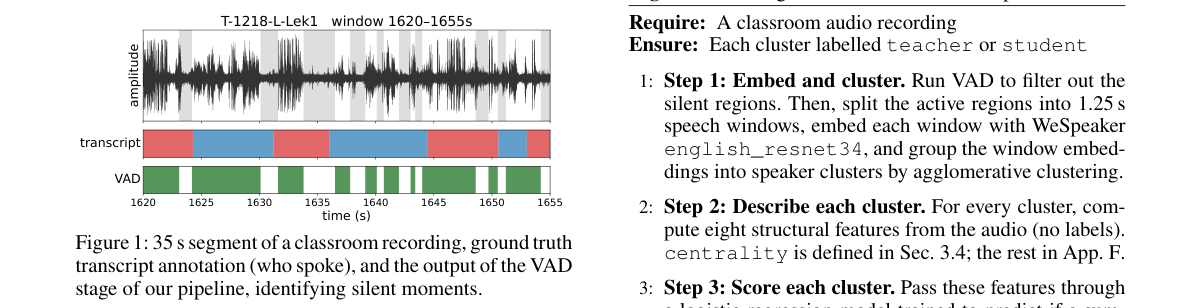 T-1218-L-Lek1 window 1620–1655s
amplitude
transcript
VAD
1620 1625 1630 1635 1640 1645 1650 1655
time (s)
Figure 1: 35 s segment of a classroom recording, ground truth
transcript annotation (who spoke), and the output of the VAD
stage of our pipeline, identifying silent moments.
Require: A classroom audio recording
Ensure: Each cluster labelled teacher or student
1: Step 1: Embed and cluster. Run VAD to filter out the
silent regions. Then, split the active regions into 1.25 s
speech windows, embed each window with WeSpeaker
english_resnet34, and group the window embed-
dings into speaker clusters by agglomerative clustering.
2: Step 2: Describe each cluster. For every cluster, com-
pute eight structural features from the audio (no labels).
centrality is defined in Sec. 3.4; the rest in App. F.
3: Step 3: Score each cluster. Pass these features through